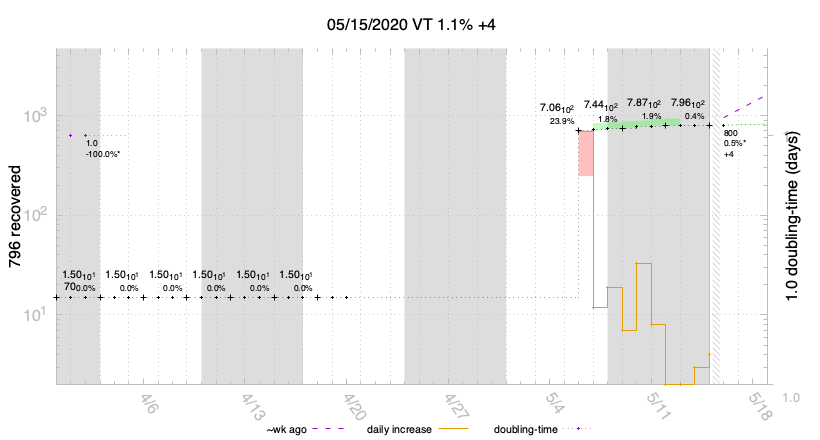 05/15/2020 VT 1.1% +4
10³
10²
10¹
796 recovered
1.0 doubling-time (days)
1.0
1.0
-100.0%*
7.06₁₀² 7.44₁₀² 7.87₁₀² 7.96₁₀²
23.9% 1.8% 1.9% 0.4%
800
0.5%*
+4
1.50₁₀¹ 1.50₁₀¹ 1.50₁₀¹ 1.50₁₀¹ 1.50₁₀¹ 1.50₁₀¹
700.0% 0.0% 0.0% 0.0% 0.0% 0.0%
4/6 4/13 4/20 4/27 5/4 5/11 5/18
~wk ago daily increase doubling-time